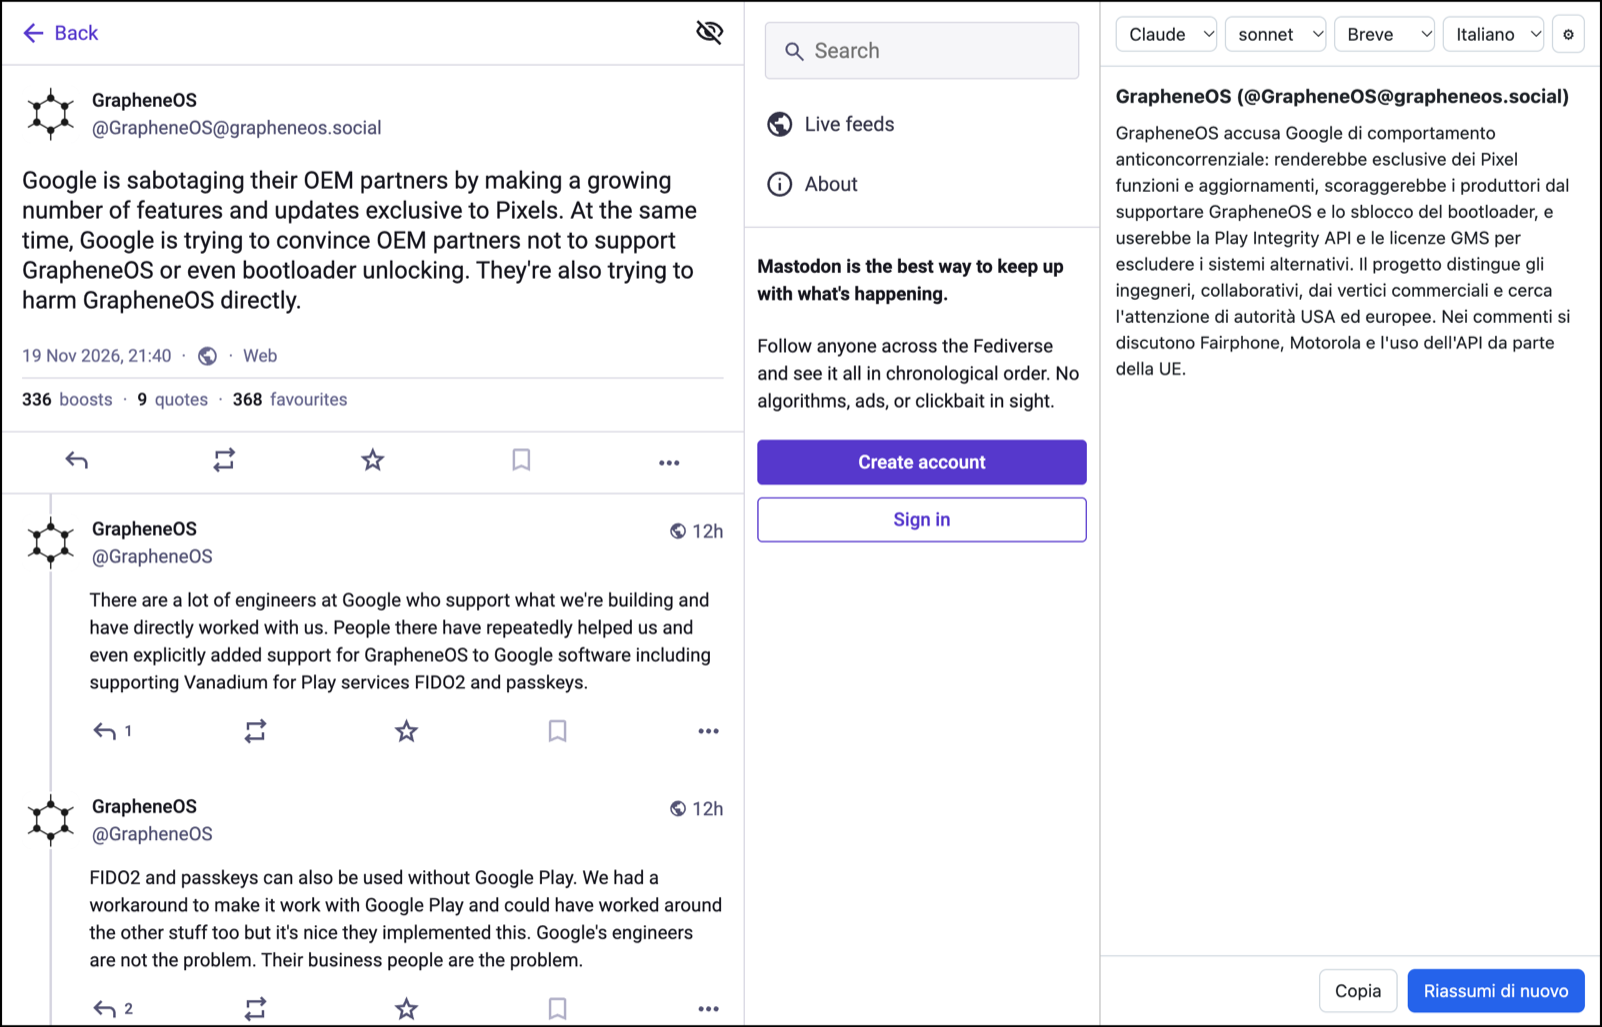 Back
GrapheneOS
@GrapheneOS@grapheneos.social
Google is sabotaging their OEM partners by making a growing
number of features and updates exclusive to Pixels. At the same
time, Google is trying to convince OEM partners not to support
GrapheneOS or even bootloader unlocking. They're also trying to
harm GrapheneOS directly.
19 Nov 2026, 21:40 · · Web
336 boosts · 9 quotes · 368 favourites
GrapheneOS
12h
@GrapheneOS
There are a lot of engineers at Google who support what we're building and
have directly worked with us. People there have repeatedly helped us and
even explicitly added support for GrapheneOS to Google software including
supporting Vanadium for Play services FIDO2 and passkeys.
1
GrapheneOS
12h
@GrapheneOS
FIDO2 and passkeys can also be used without Google Play. We had a
workaround to make it work with Google Play and could have worked around
the other stuff too but it's nice they implemented this. Google's engineers
are not the problem. Their business people are the problem.
2
Search
Live feeds
About
Mastodon is the best way to keep up
with what's happening.
Follow anyone across the Fediverse
and see it all in chronological order. No
algorithms, ads, or clickbait in sight.
Create account
Sign in
Claude sonnet Breve Italiano
GrapheneOS (@GrapheneOS@grapheneos.social)
GrapheneOS accusa Google di comportamento
anticoncorrenziale: renderebbe esclusive dei Pixel
funzioni e aggiornamenti, scoraggerebbe i produttori dal
supportare GrapheneOS e lo sblocco del bootloader, e
userebbe la Play Integrity API e le licenze GMS per
escludere i sistemi alternativi. Il progetto distingue gli
ingegneri, collaborativi, dai vertici commerciali e cerca
l'attenzione di autorità USA ed europee. Nei commenti si
discutono Fairphone, Motorola e l'uso dell'API da parte
della UE.
Copia
Riassumi di nuovo